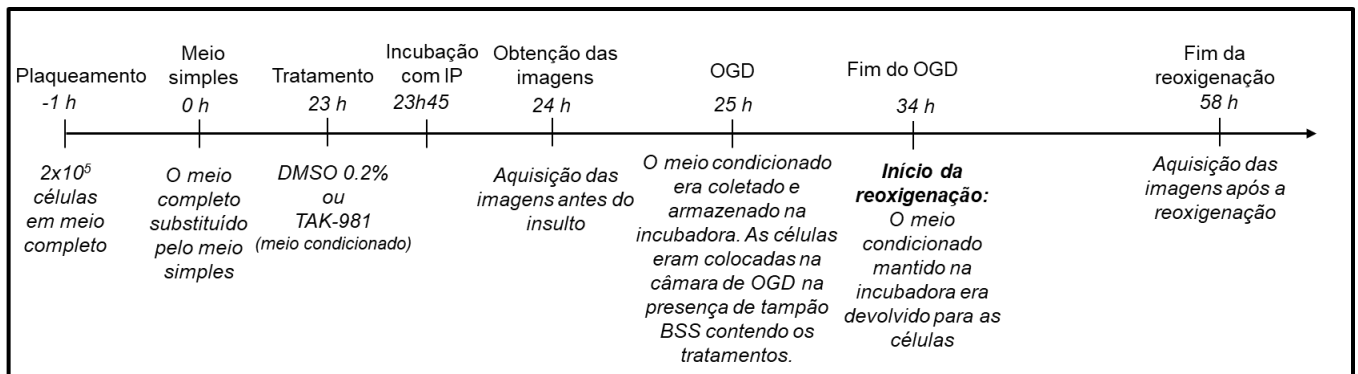 Plaqueamento
-1 h
2x10⁵
células
em meio
completo
Meio
simples
0 h
O meio
completo
substituído
pelo meio
simples
Tratamento
23 h
DMSO 0.2%
ou
TAK-981
(meio condicionado)
Incubação
com IP
23h45
Obtenção das
imagens
24 h
Aquisição das
imagens antes do
insulto
OGD
25 h
O meio condicionado
era coletado e
armazenado na
incubadora. As células
eram colocadas na
câmara de OGD na
presença de tampão
BSS contendo os
tratamentos.
Fim do OGD
34 h
Início da
reoxigenação:
O meio
condicionado
mantido na
incubadora era
devolvido para as
células
Fim da
reoxigenação
58 h
Aquisição das
imagens após a
reoxigenação